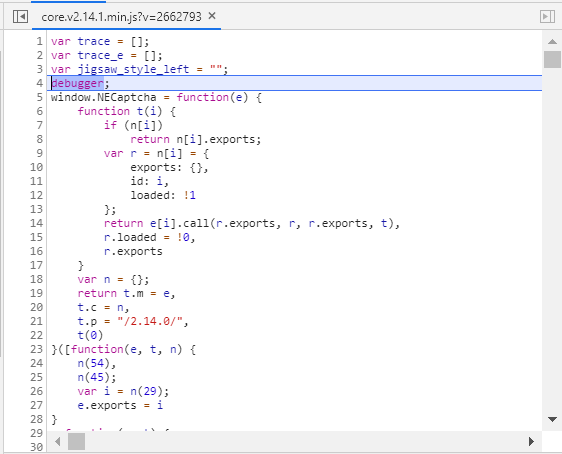 core.v2.14.1.min.js?v=2662793 ×
1 var trace = [];
2 var trace_e = [];
3 var jigsaw_style_left = "";
4 debugger;
5 window.NECaptcha = function(e) {
6 function t(i) {
7 if (n[i])
8 return n[i].exports;
9 var r = n[i] = {
10 exports: {},
11 id: i,
12 loaded: !1
13 };
14 return e[i].call(r.exports, r, r.exports, t),
15 r.loaded = !0,
16 r.exports
17 }
18 var n = {};
19 return t.m = e,
20 t.c = n,
21 t.p = "/2.14.0/",
22 t(0)
23 }([function(e, t, n) {
24 n(54),
25 n(45);
26 var i = n(29);
27 e.exports = i
28 }
29
30